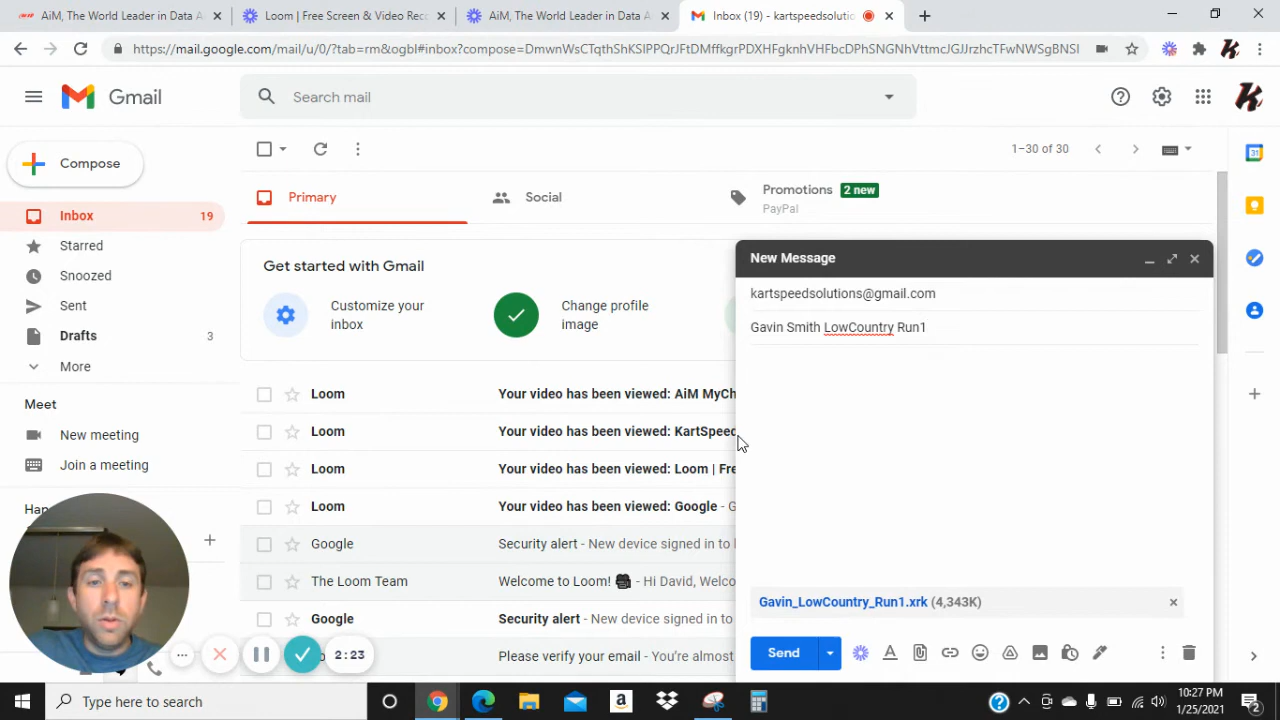 AiM, The World Leader in Data A
Loom | Free Screen & Video Rec
AiM, The World Leader in Data A
Inbox (19) - kartspeedsolutio
https://mail.google.com/mail/u/0/?tab=rm&ogbl#inbox?compose=DmwnWsCTqthShKSlPPQrJFtDMffkgrPDXHFgknhVHFbcDPhSNGNhVttmcJGJJrzhcTFwNWSgBNSl
Gmail
Search mail
Compose
1–30 of 30
Inbox 19
Primary
Social
Promotions 2 new
PayPal
Starred
Snoozed
Sent
Drafts 3
More
Get started with Gmail
Customize your
inbox
Change profile
image
New Message
kartspeedsolutions@gmail.com
Gavin Smith LowCountry Run1
Loom Your video has been viewed: AiM MyCh
Meet
New meeting
Join a meeting
Loom Your video has been viewed: KartSpeed
Loom Your video has been viewed: Loom | Fre
Loom Your video has been viewed: Google - G
Han
Google Security alert - New device signed in to
The Loom Team Welcome to Loom! - Hi David, Welco
Google Security alert - New device signed in to
Please verify your email - You're almost
2:23
Gavin_LowCountry_Run1.xrk (4,343K)
Send
Type here to search
10:27 PM
1/25/2021
2